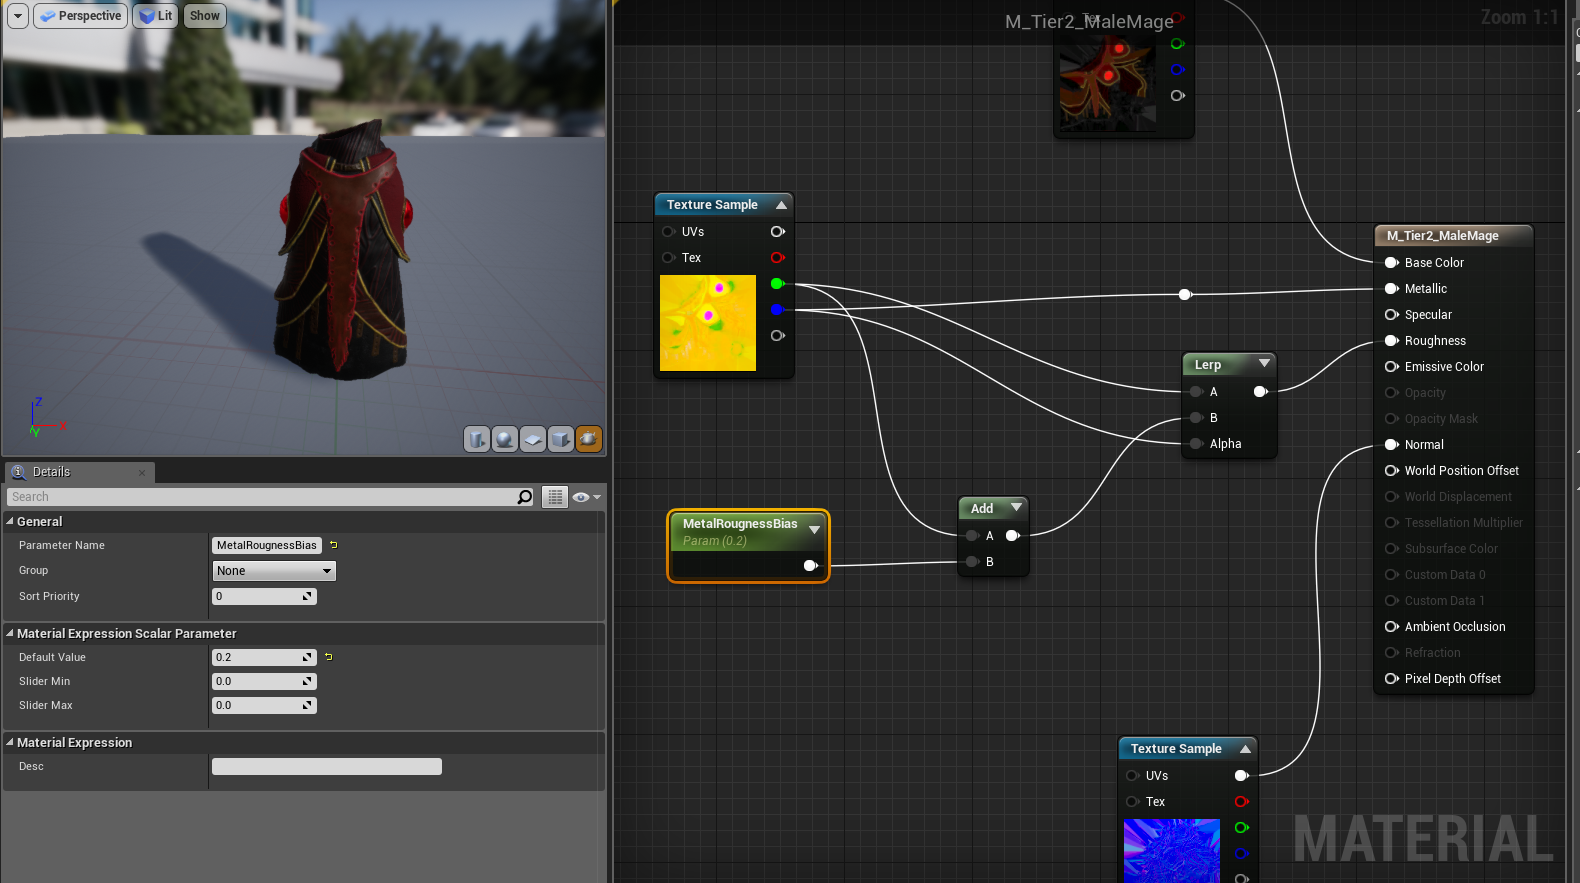 Perspective
Lit
Show
Z
X
Y
Details
Search
General
Parameter Name MetalRougnessBias
Group None
Sort Priority 0
Material Expression Scalar Parameter
Default Value 0.2
Slider Min 0.0
Slider Max 0.0
Material Expression
Desc
M_Tier2_MaleMage
Zoom 1:1
Tex
Texture Sample
UVs
Tex
MetalRougnessBias
Param (0.2)
Add
A
B
Lerp
A
B
Alpha
M_Tier2_MaleMage
Base Color
Metallic
Specular
Roughness
Emissive Color
Opacity
Opacity Mask
Normal
World Position Offset
World Displacement
Tessellation Multiplier
Subsurface Color
Custom Data 0
Custom Data 1
Ambient Occlusion
Refraction
Pixel Depth Offset
Texture Sample
UVs
Tex
MATERIAL